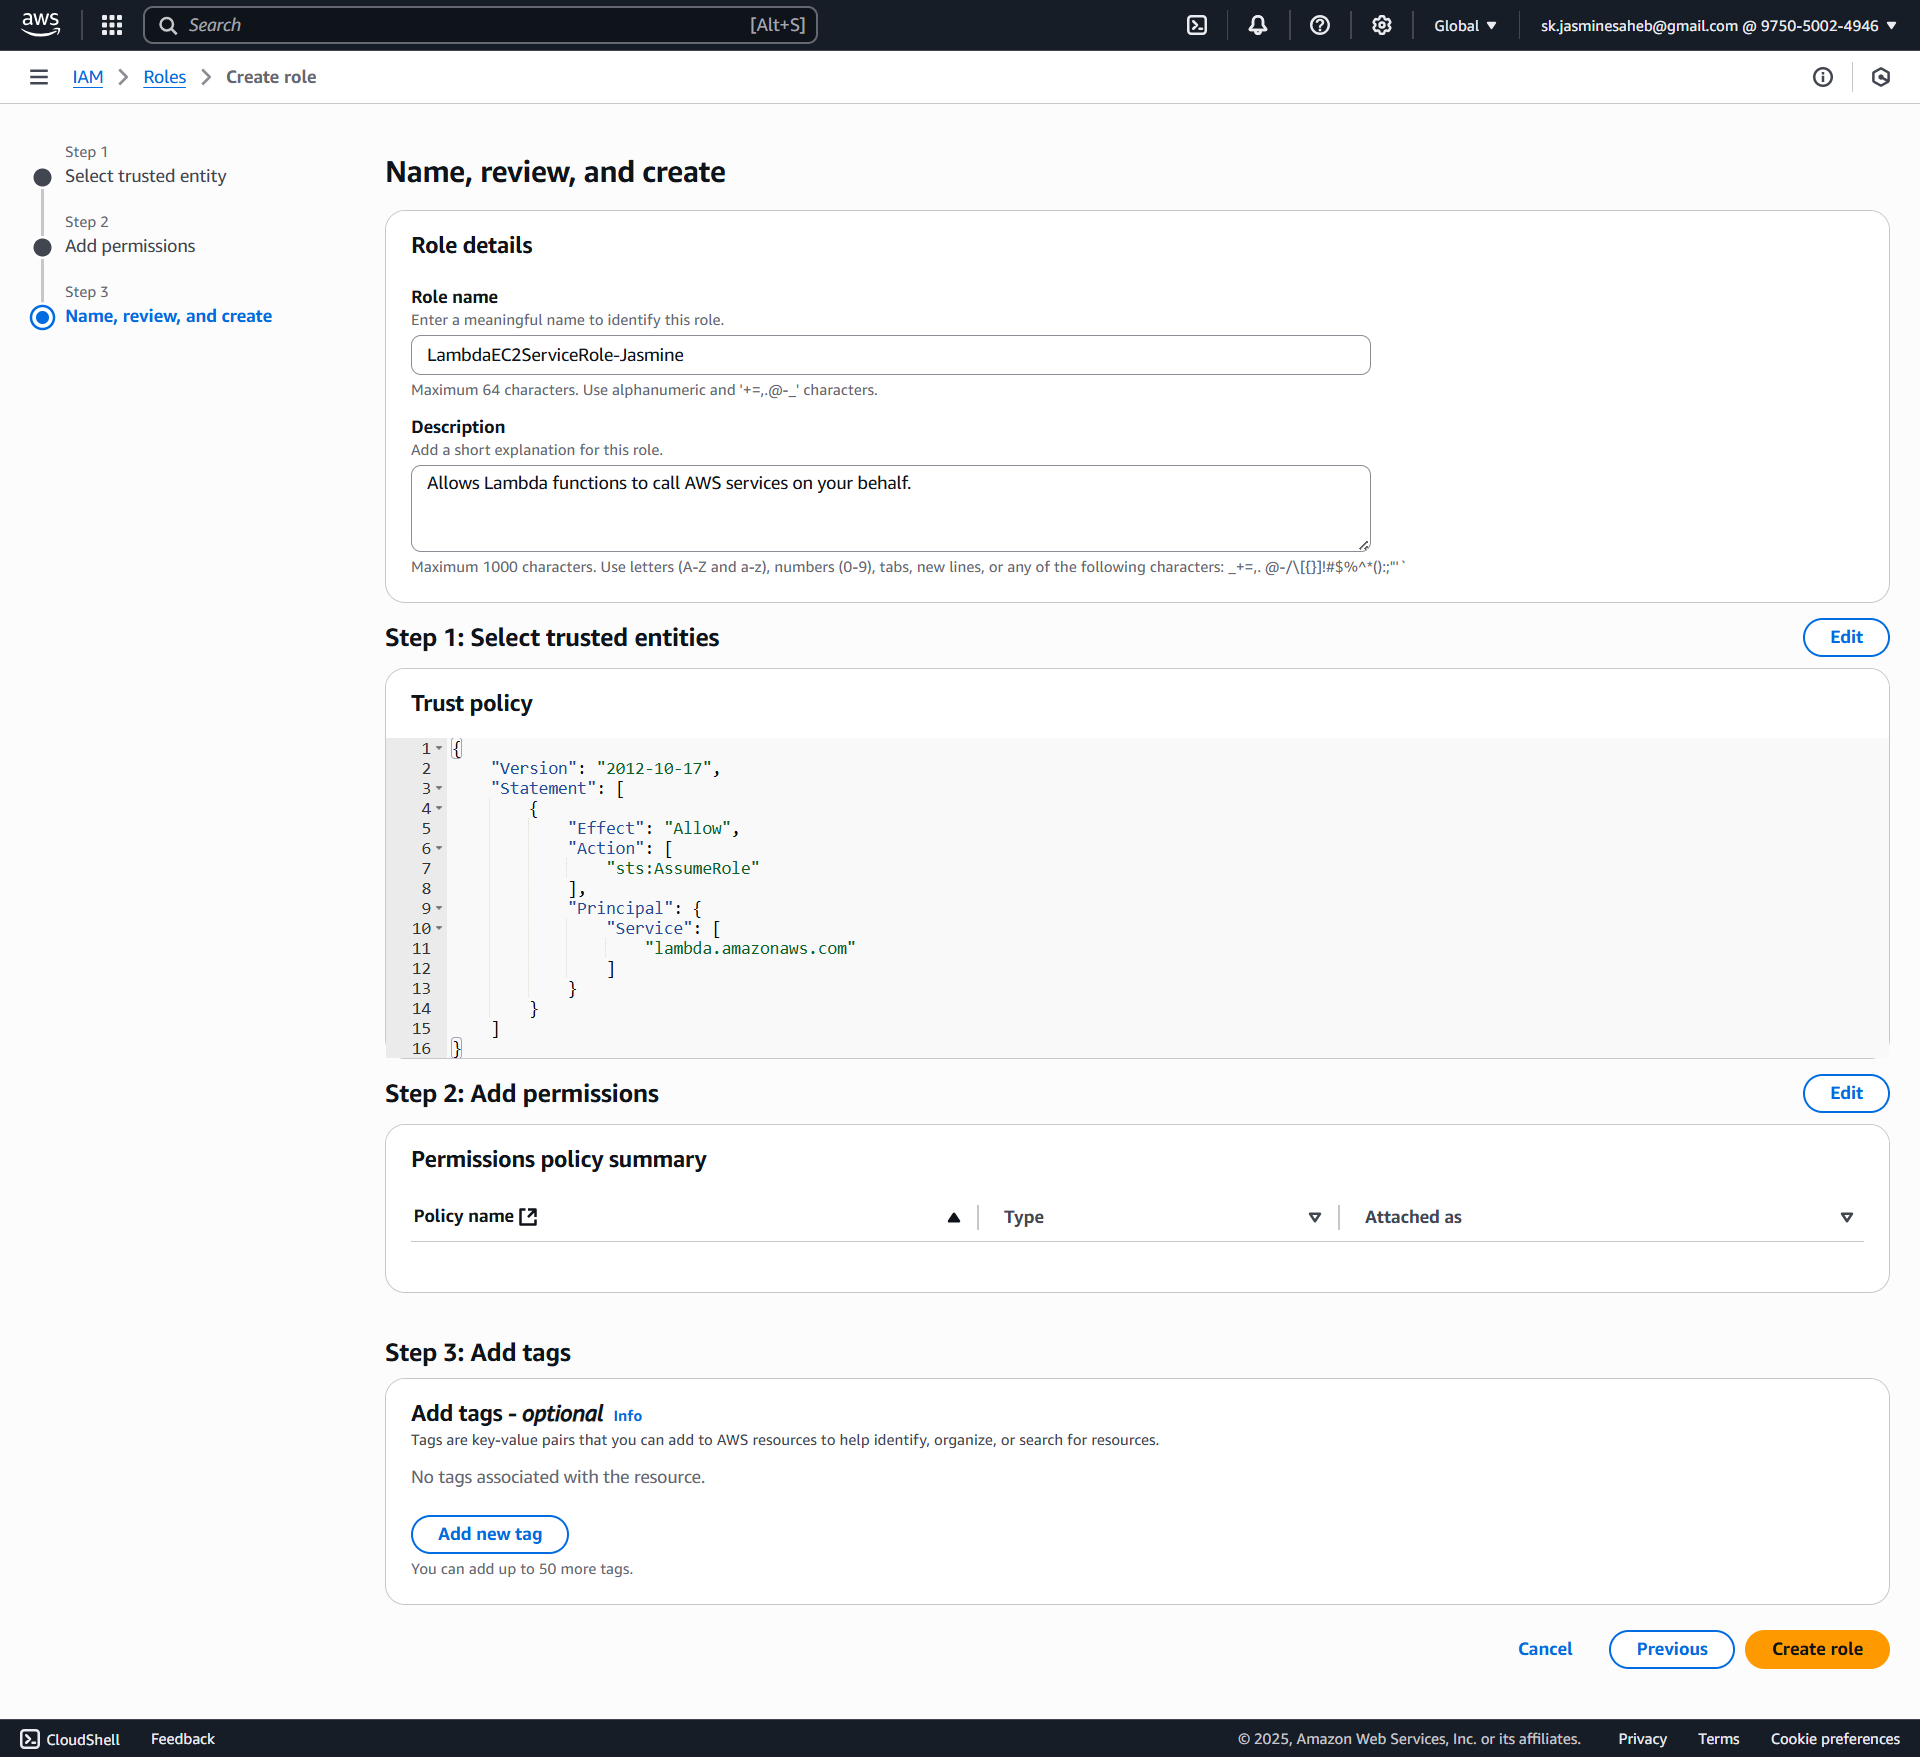 aws
Search [Alt+S]
Global
sk.jasminesaheb@gmail.com @ 9750-5002-4946
IAM
Roles
Create role
Step 1
Select trusted entity
Step 2
Add permissions
Step 3
Name, review, and create
Name, review, and create
Role details
Role name
Enter a meaningful name to identify this role.
LambdaEC2ServiceRole-Jasmine
Maximum 64 characters. Use alphanumeric and '+=,.@-_' characters.
Description
Add a short explanation for this role.
Allows Lambda functions to call AWS services on your behalf.
Maximum 1000 characters. Use letters (A-Z and a-z), numbers (0-9), tabs, new lines, or any of the following characters: _+=,. @-/\[{}]!#$%^*();:"'`
Step 1: Select trusted entities
Edit
Trust policy
1 {
2 "Version": "2012-10-17",
3 "Statement": [
4 {
5 "Effect": "Allow",
6 "Action": [
7 "sts:AssumeRole"
8 ],
9 "Principal": {
10 "Service": [
11 "lambda.amazonaws.com"
12 ]
13 }
14 }
15 ]
16 }
Step 2: Add permissions
Edit
Permissions policy summary
Policy name Type Attached as
Step 3: Add tags
Add tags - optional Info
Tags are key-value pairs that you can add to AWS resources to help identify, organize, or search for resources.
No tags associated with the resource.
Add new tag
You can add up to 50 more tags.
Cancel
Previous
Create role
CloudShell
Feedback
© 2025, Amazon Web Services, Inc. or its affiliates.
Privacy
Terms
Cookie preferences